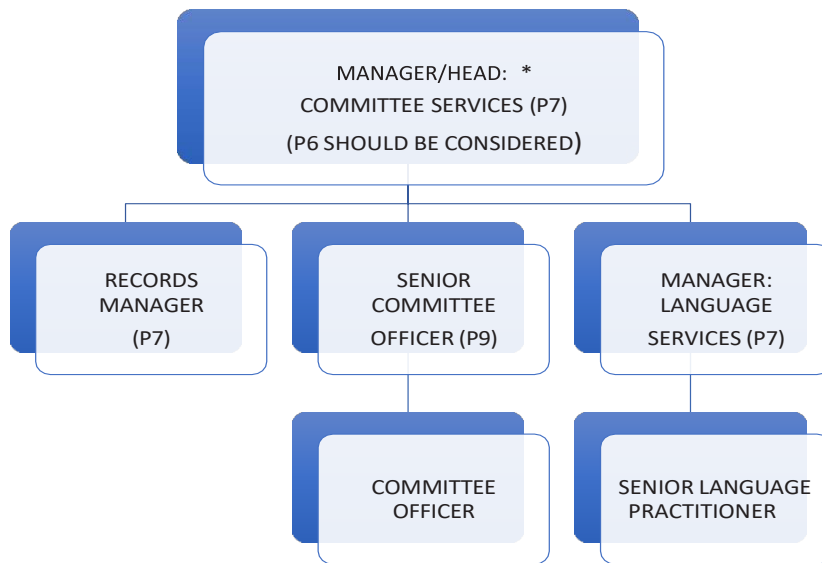 MANAGER/HEAD: *
COMMITTEE SERVICES (P7)
(P6 SHOULD BE CONSIDERED)
RECORDS
MANAGER
(P7)
SENIOR
COMMITTEE
OFFICER (P9)
MANAGER:
LANGUAGE
SERVICES (P7)
COMMITTEE
OFFICER
SENIOR LANGUAGE
PRACTITIONER